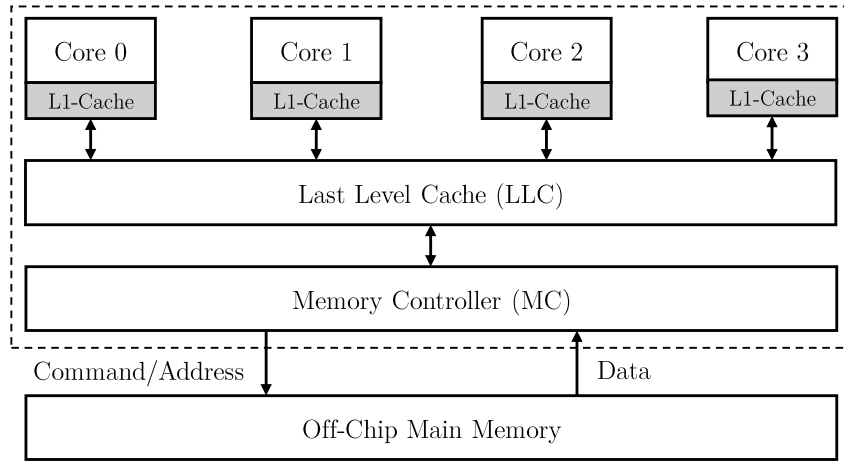 Core 0
Core 1
Core 2
Core 3
L1-Cache
L1-Cache
L1-Cache
L1-Cache
Last Level Cache (LLC)
Memory Controller (MC)
Command/Address
Data
Off-Chip Main Memory